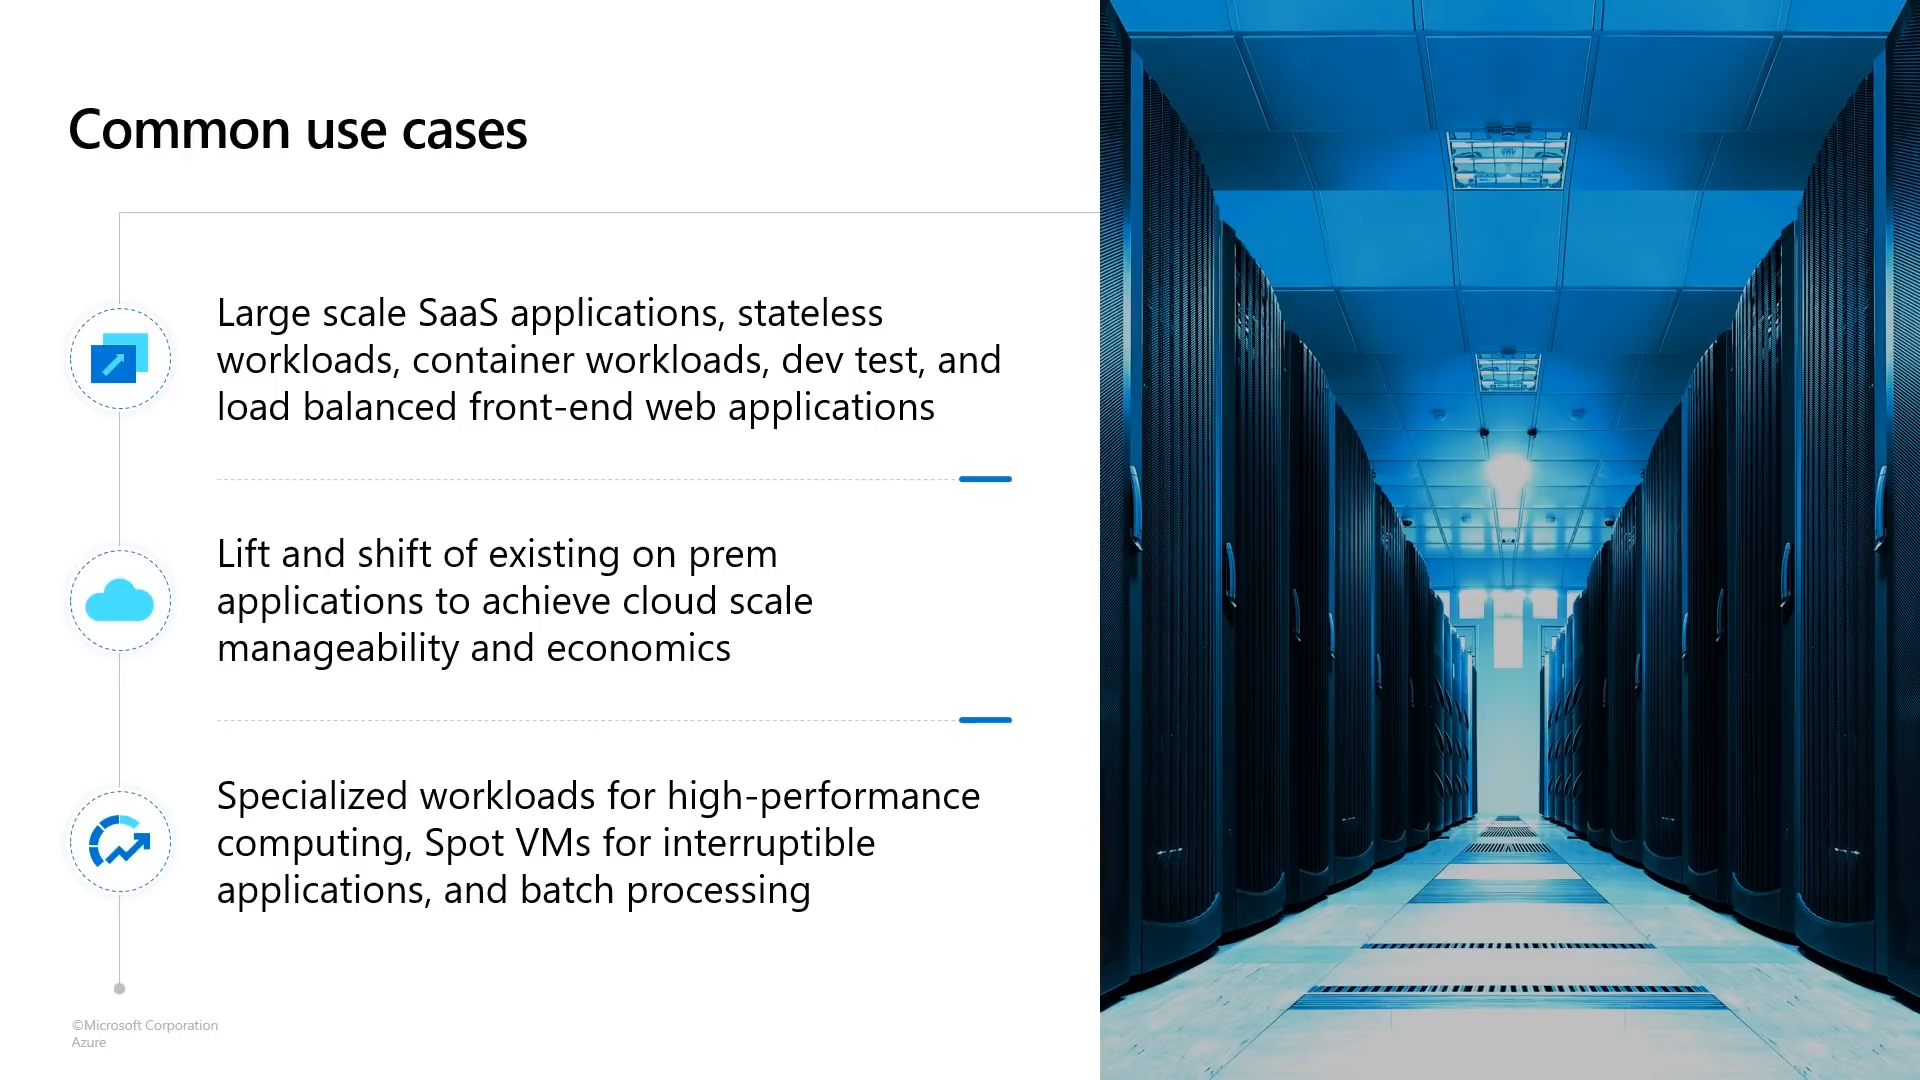 Common use cases
Large scale SaaS applications, stateless
workloads, container workloads, dev test, and
load balanced front-end web applications
Lift and shift of existing on prem
applications to achieve cloud scale
manageability and economics
Specialized workloads for high-performance
computing, Spot VMs for interruptible
applications, and batch processing
©Microsoft Corporation
Azure